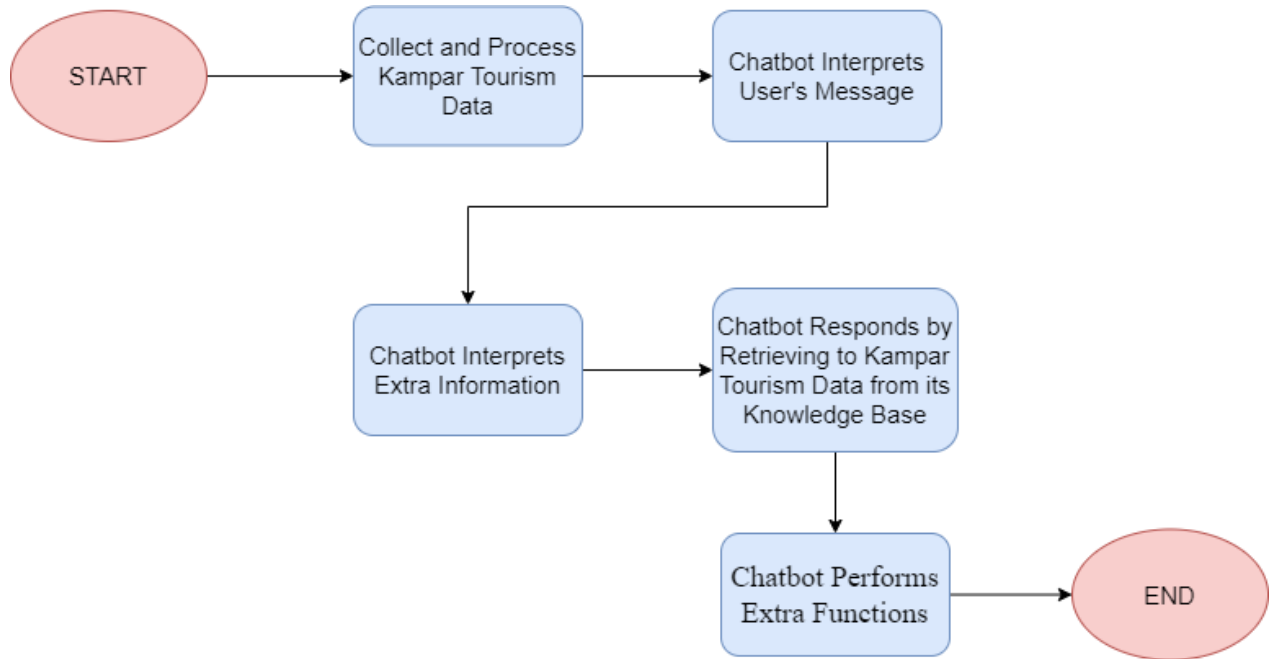 START
Collect and Process
Kampar Tourism
Data
Chatbot Interprets
User's Message
Chatbot Interprets
Extra Information
Chatbot Responds by
Retrieving to Kampar
Tourism Data from its
Knowledge Base
Chatbot Performs
Extra Functions
END